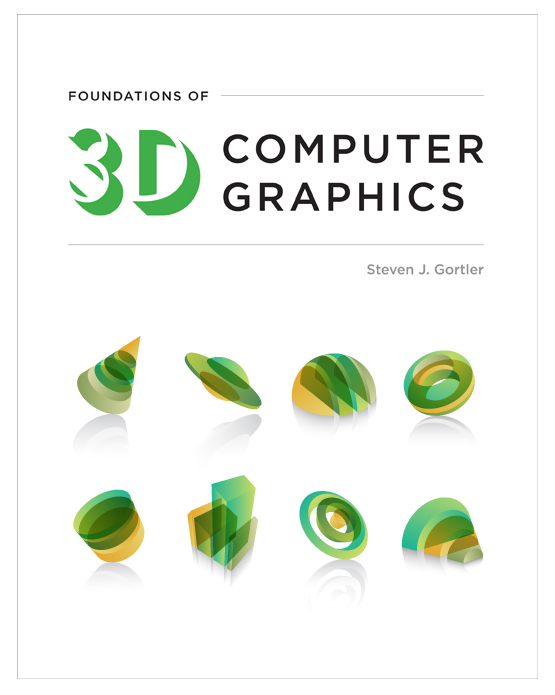 FOUNDATIONS OF
3D COMPUTER
GRAPHICS
Steven J. Gortler